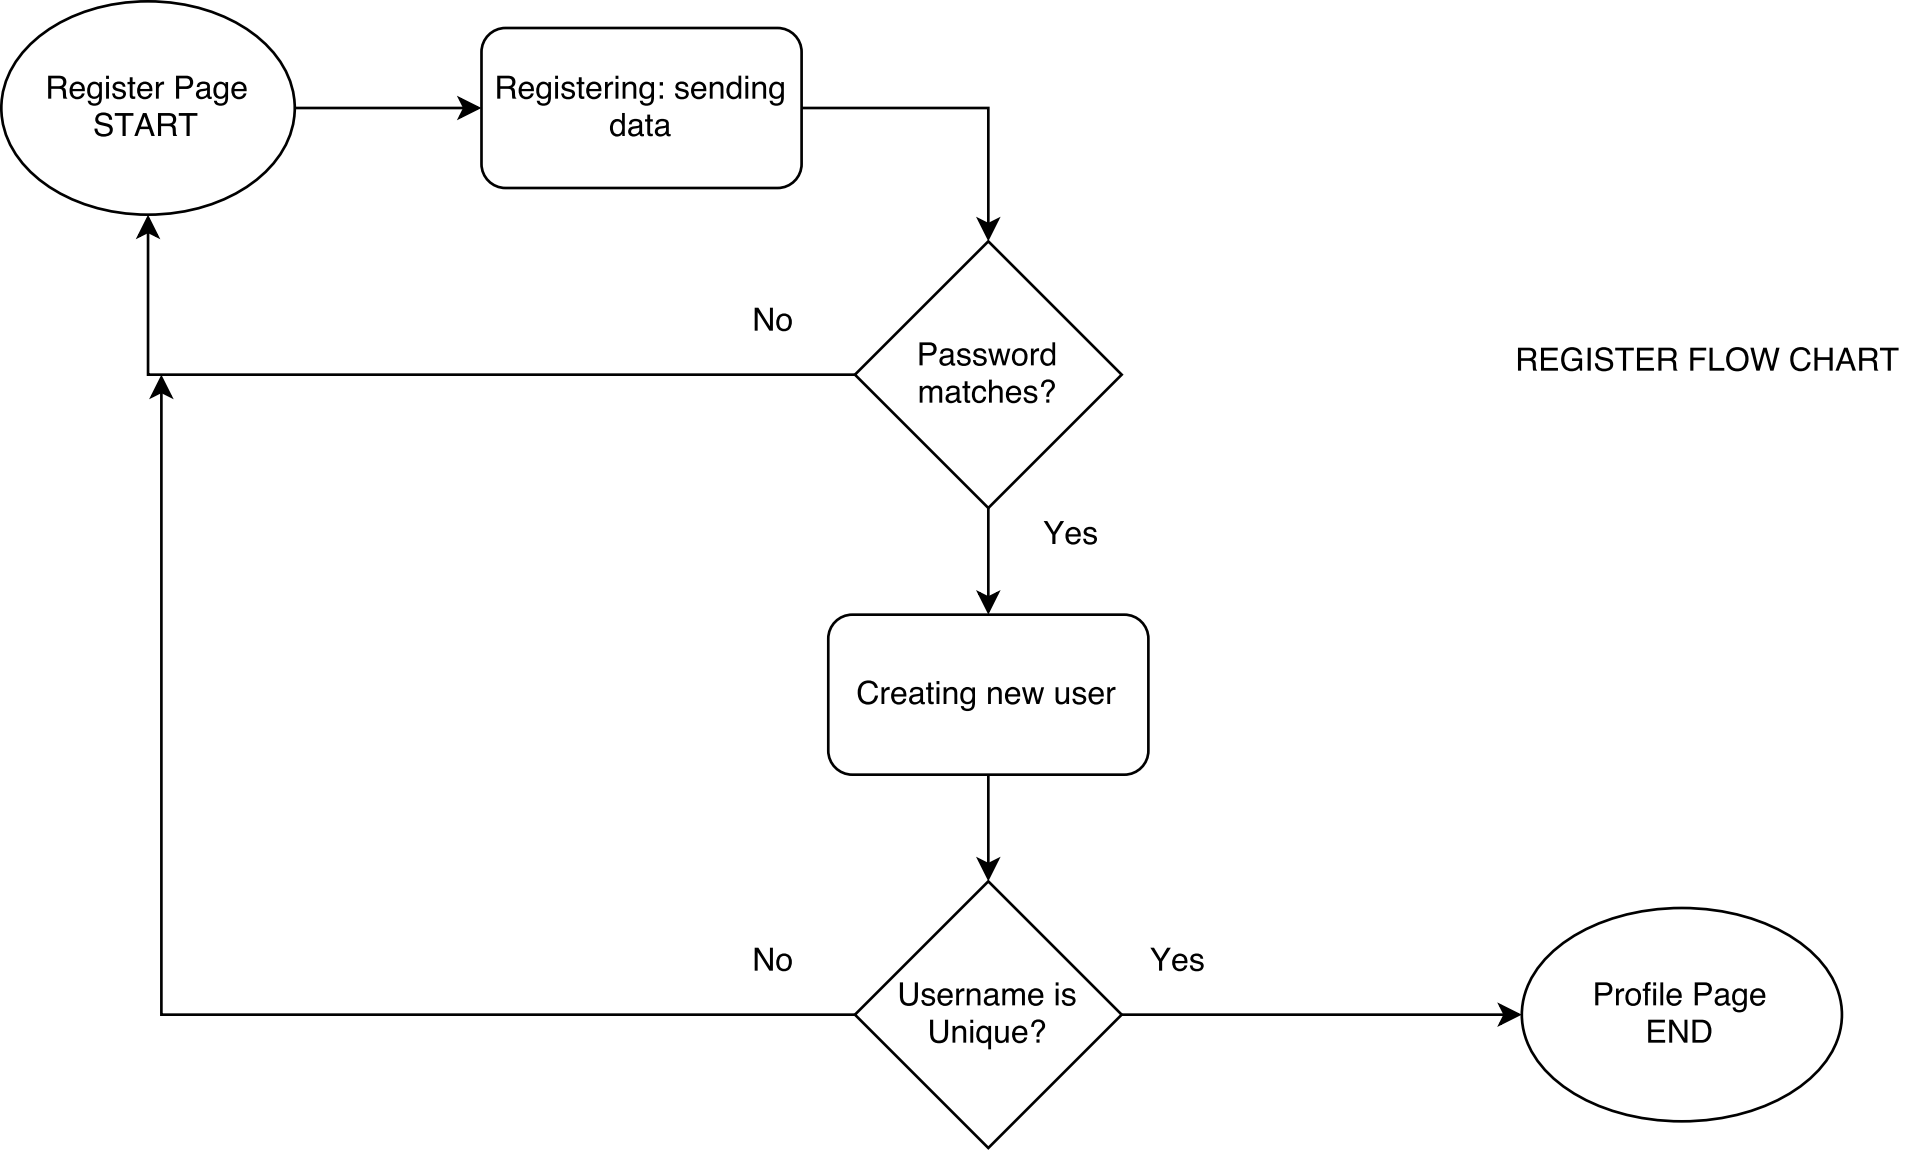 Register Page
START
Registering: sending
data
No
Password
matches?
REGISTER FLOW CHART
Yes
Creating new user
No
Yes
Username is
Unique?
Profile Page
END